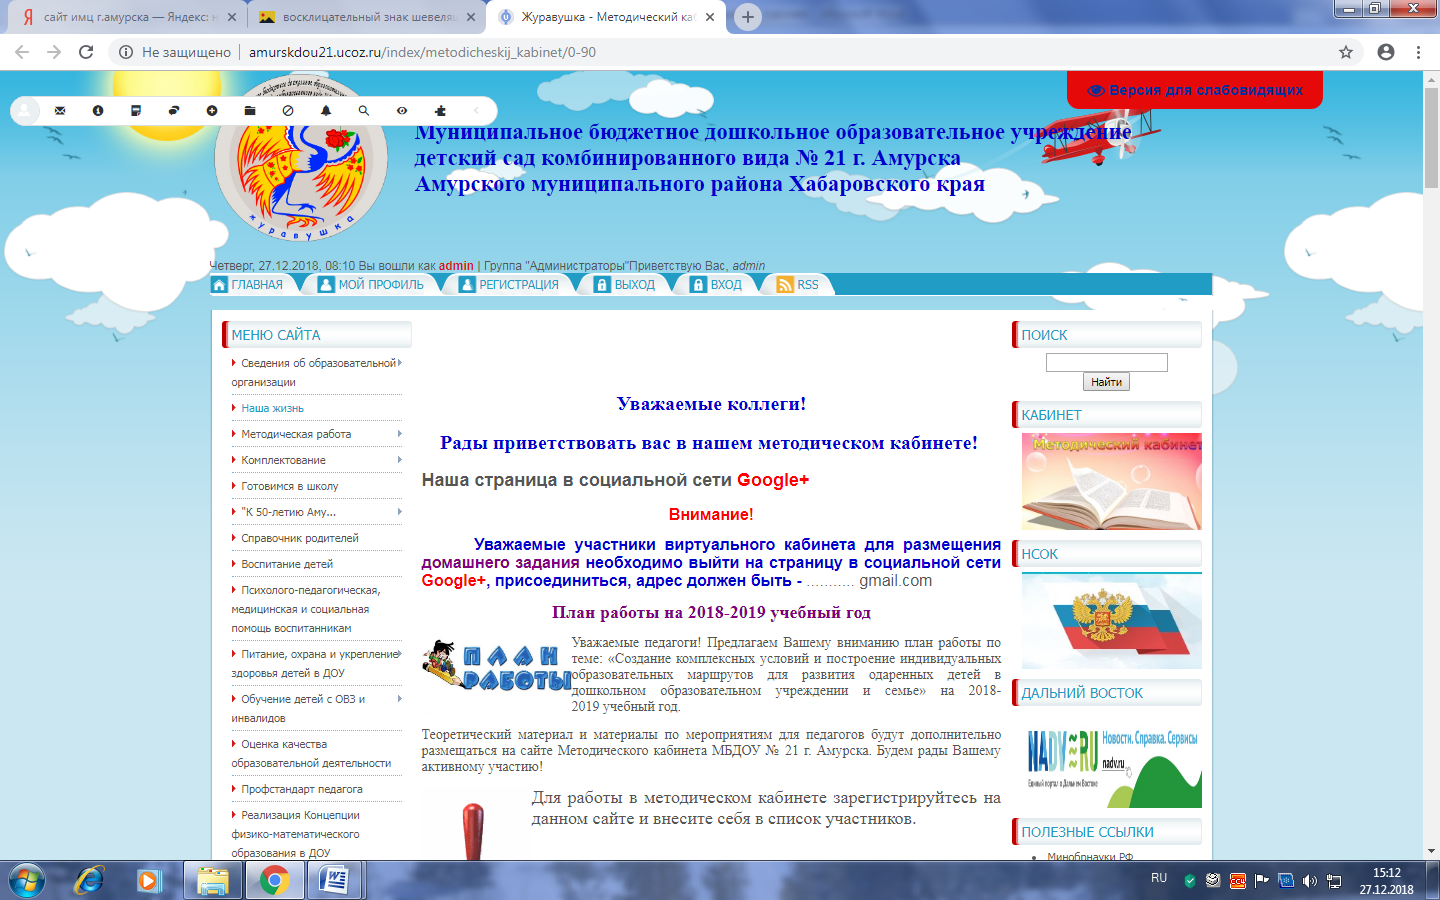 сайт имц г.амурска — Яндекс: н
восклицательный знак шевеля
Журавушка - Методический каб
Не защищено
amurskdou21.ucoz.ru/index/metodicheskij_kabinet/0-90
Версия для слабовидящих
журавушка
Муниципальное бюджетное дошкольное образовательное учреждение
детский сад комбинированного вида № 21 г. Амурска
Амурского муниципального района Хабаровского края
Четверг, 27.12.2018, 08:10 Вы вошли как admin | Группа "Администраторы"Приветствую Вас, admin
ГЛАВНАЯ
МОЙ ПРОФИЛЬ
РЕГИСТРАЦИЯ
ВЫХОД
ВХОД
RSS
МЕНЮ САЙТА
Сведения об образовательной
организации
Наша жизнь
Методическая работа
Комплектование
Готовимся в школу
"К 50-летию Аму...
Справочник родителей
Воспитание детей
Психолого-педагогическая,
медицинская и социальная
помощь воспитанникам
Питание, охрана и укрепление
здоровья детей в ДОУ
Обучение детей с ОВЗ и
инвалидов
Оценка качества
образовательной деятельности
Профстандарт педагога
Реализация Концепции
физико-математического
образования в ДОУ
Уважаемые коллеги!
Рады приветствовать вас в нашем методическом кабинете!
Наша страница в социальной сети Google+
Внимание!
Уважаемые участники виртуального кабинета для размещения
домашнего задания необходимо выйти на страницу в социальной сети
Google+, присоединиться, адрес должен быть - ........... gmail.com
План работы на 2018-2019 учебный год
ПЛАН
РАБОТЫ
Уважаемые педагоги! Предлагаем Вашему вниманию план работы по
теме: «Создание комплексных условий и построение индивидуальных
образовательных маршрутов для развития одаренных детей в
дошкольном образовательном учреждении и семье» на 2018-
2019 учебный год.
Теоретический материал и материалы по мероприятиям для педагогов будут дополнительно
размещаться на сайте Методического кабинета МБДОУ № 21 г. Амурска. Будем рады Вашему
активному участию!
Для работы в методическом кабинете зарегистрируйтесь на
данном сайте и внесите себя в список участников.
ПОИСК
Найти
КАБИНЕТ
Методический кабинет
НСОК
ДАЛЬНИЙ ВОСТОК
NADV RU
Новости. Справка. Сервисы
nadv.ru
Единый портал о Дальнем Востоке
ПОЛЕЗНЫЕ ССЫЛКИ
Минобрнауки РФ
RU
15:12
27.12.2018